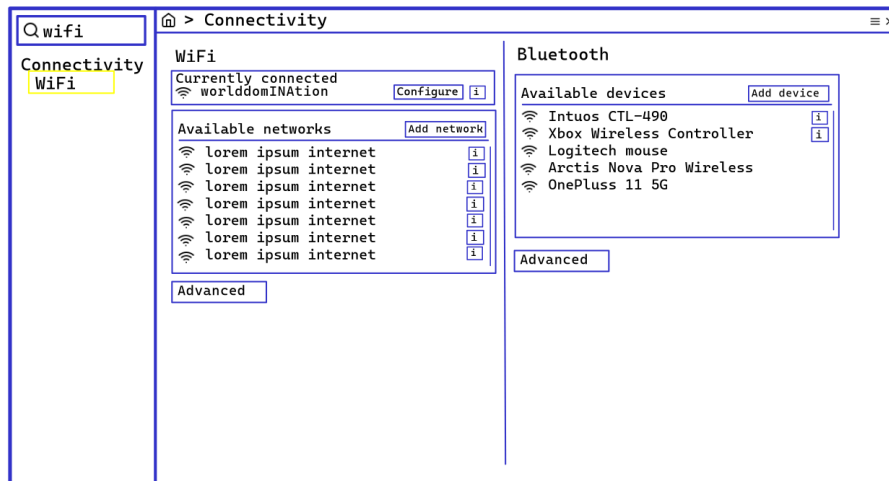 wifi
Connectivity
WiFi
> Connectivity
WiFi
Currently connected
worlddomINAtion
Configure i
Available networks
Add network
lorem ipsum internet i
lorem ipsum internet i
lorem ipsum internet i
lorem ipsum internet i
lorem ipsum internet i
lorem ipsum internet i
lorem ipsum internet i
Advanced
Bluetooth
Available devices
Add device
Intuos CTL-490 i
Xbox Wireless Controller i
Logitech mouse
Arctis Nova Pro Wireless
OnePluss 11 5G
Advanced